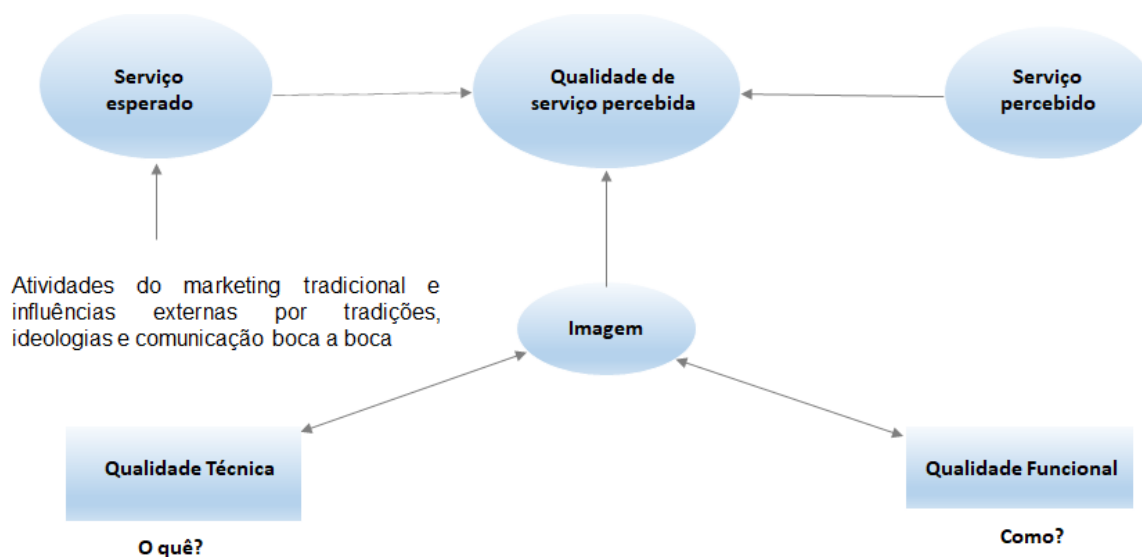 Serviço
esperado
Qualidade de
serviço percebida
Serviço
percebido
Atividades do marketing tradicional e
influências externas por tradições,
ideologias e comunicação boca a boca
Imagem
Qualidade Técnica
Qualidade Funcional
O quê?
Como?